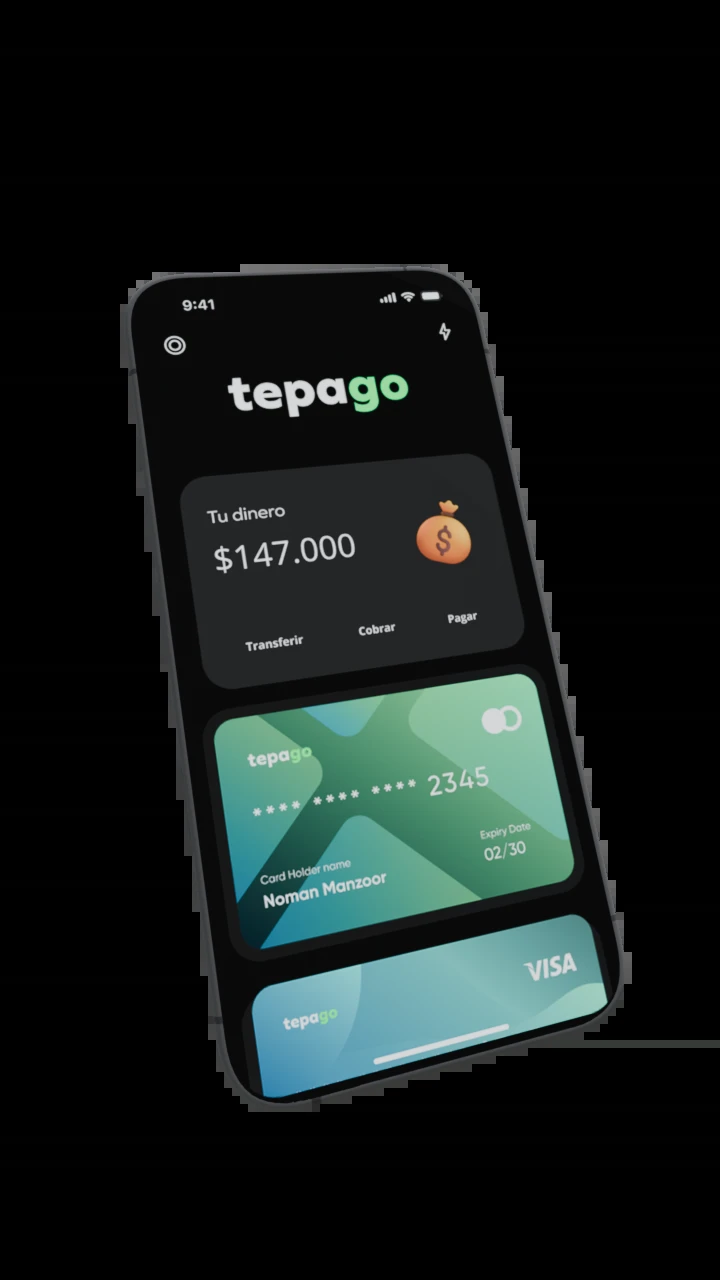 9:41
tepago
Tu dinero
$147.000
Transferir Cobrar Pagar
tepago
**** **** **** 2345
Expiry Date
02/30
Card Holder name
Noman Manzoor
VISA
tepago